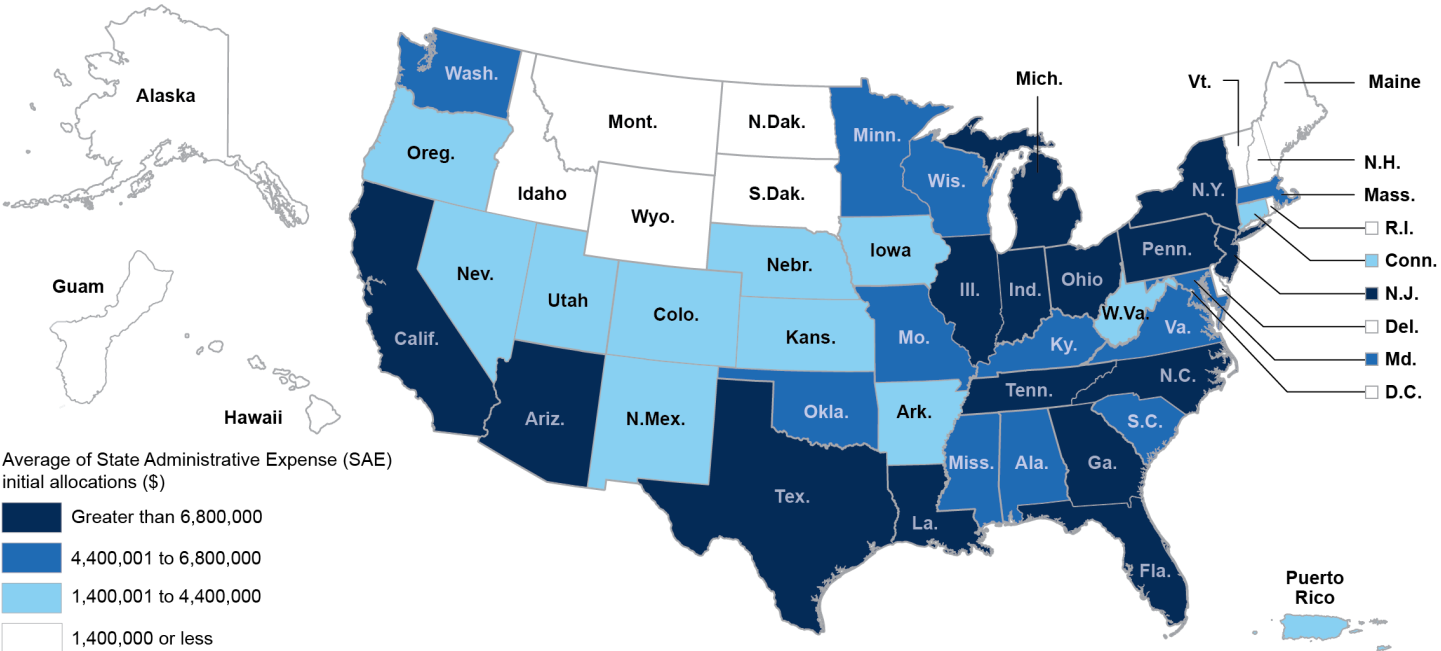 Alaska
Wash.
Mich.
Vt.
Maine
Mont.
N.Dak.
Minn.
Oreg.
N.H.
Idaho
S.Dak.
Wis.
N.Y.
Mass.
Wyo.
R.I.
Iowa
Penn.
Conn.
Guam
Nev.
Nebr.
Ill.
Ind.
Ohio
N.J.
Utah
Colo.
W.Va.
Va.
Del.
Calif.
Kans.
Mo.
Ky.
Md.
N.C.
D.C.
Hawaii
Ariz.
N.Mex.
Okla.
Ark.
Tenn.
S.C.
Miss.
Ala.
Ga.
Tex.
La.
Fla.
Puerto
Rico
Average of State Administrative Expense (SAE)
initial allocations ($)
Greater than 6,800,000
4,400,001 to 6,800,000
1,400,001 to 4,400,000
1,400,000 or less